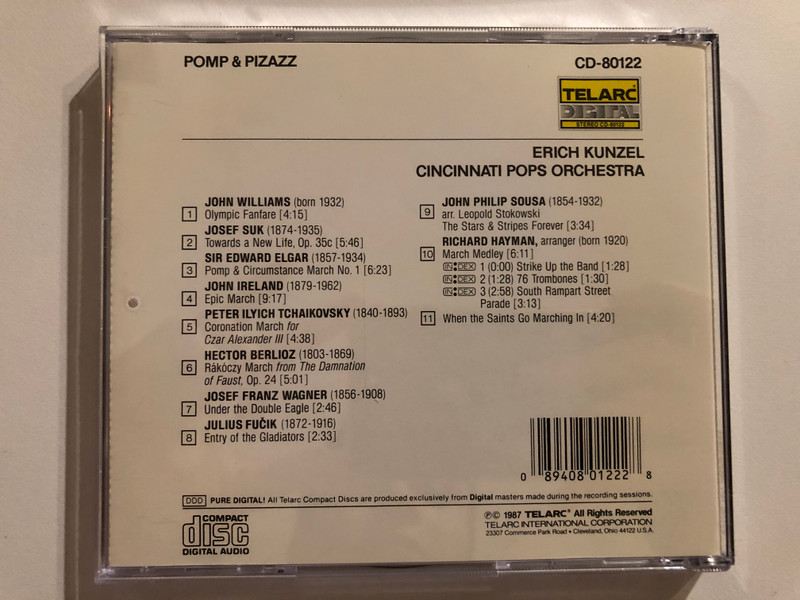 POMP & PIZAZZ
CD-80122
TELARC
DIGITAL
STEREO CD-80122
ERICH KUNZEL
CINCINNATI POPS ORCHESTRA
JOHN WILLIAMS (born 1932)
1 Olympic Fanfare [4:15]
JOSEF SUK (1874-1935)
2 Towards a New Life, Op. 35c [5:46]
SIR EDWARD ELGAR (1857-1934)
3 Pomp & Circumstance March No. 1 [6:23]
JOHN IRELAND (1879-1962)
4 Epic March [9:17]
PETER ILYICH TCHAIKOVSKY (1840-1893)
5 Coronation March for
Czar Alexander III [4:38]
HECTOR BERLIOZ (1803-1869)
6 Rákóczy March from The Damnation
of Faust, Op. 24 [5:01]
JOSEF FRANZ WAGNER (1856-1908)
7 Under the Double Eagle [2:46]
JULIUS FUČIK (1872-1916)
8 Entry of the Gladiators [2:33]
JOHN PHILIP SOUSA (1854-1932)
9 arr. Leopold Stokowski
The Stars & Stripes Forever [3:34]
RICHARD HAYMAN, arranger (born 1920)
10 March Medley [6:11]
INDEX 1 (0:00) Strike Up the Band [1:28]
INDEX 2 (1:28) 76 Trombones [1:30]
INDEX 3 (2:58) South Rampart Street
Parade [3:13]
11 When the Saints Go Marching In [4:20]
0 89408 01222 8
DDD PURE DIGITAL! All Telarc Compact Discs are produced exclusively from Digital masters made during the recording sessions.
COMPACT
disc
DIGITAL AUDIO
℗© 1987 TELARC® All Rights Reserved
TELARC INTERNATIONAL CORPORATION
23307 Commerce Park Road • Cleveland, Ohio 44122 U.S.A.